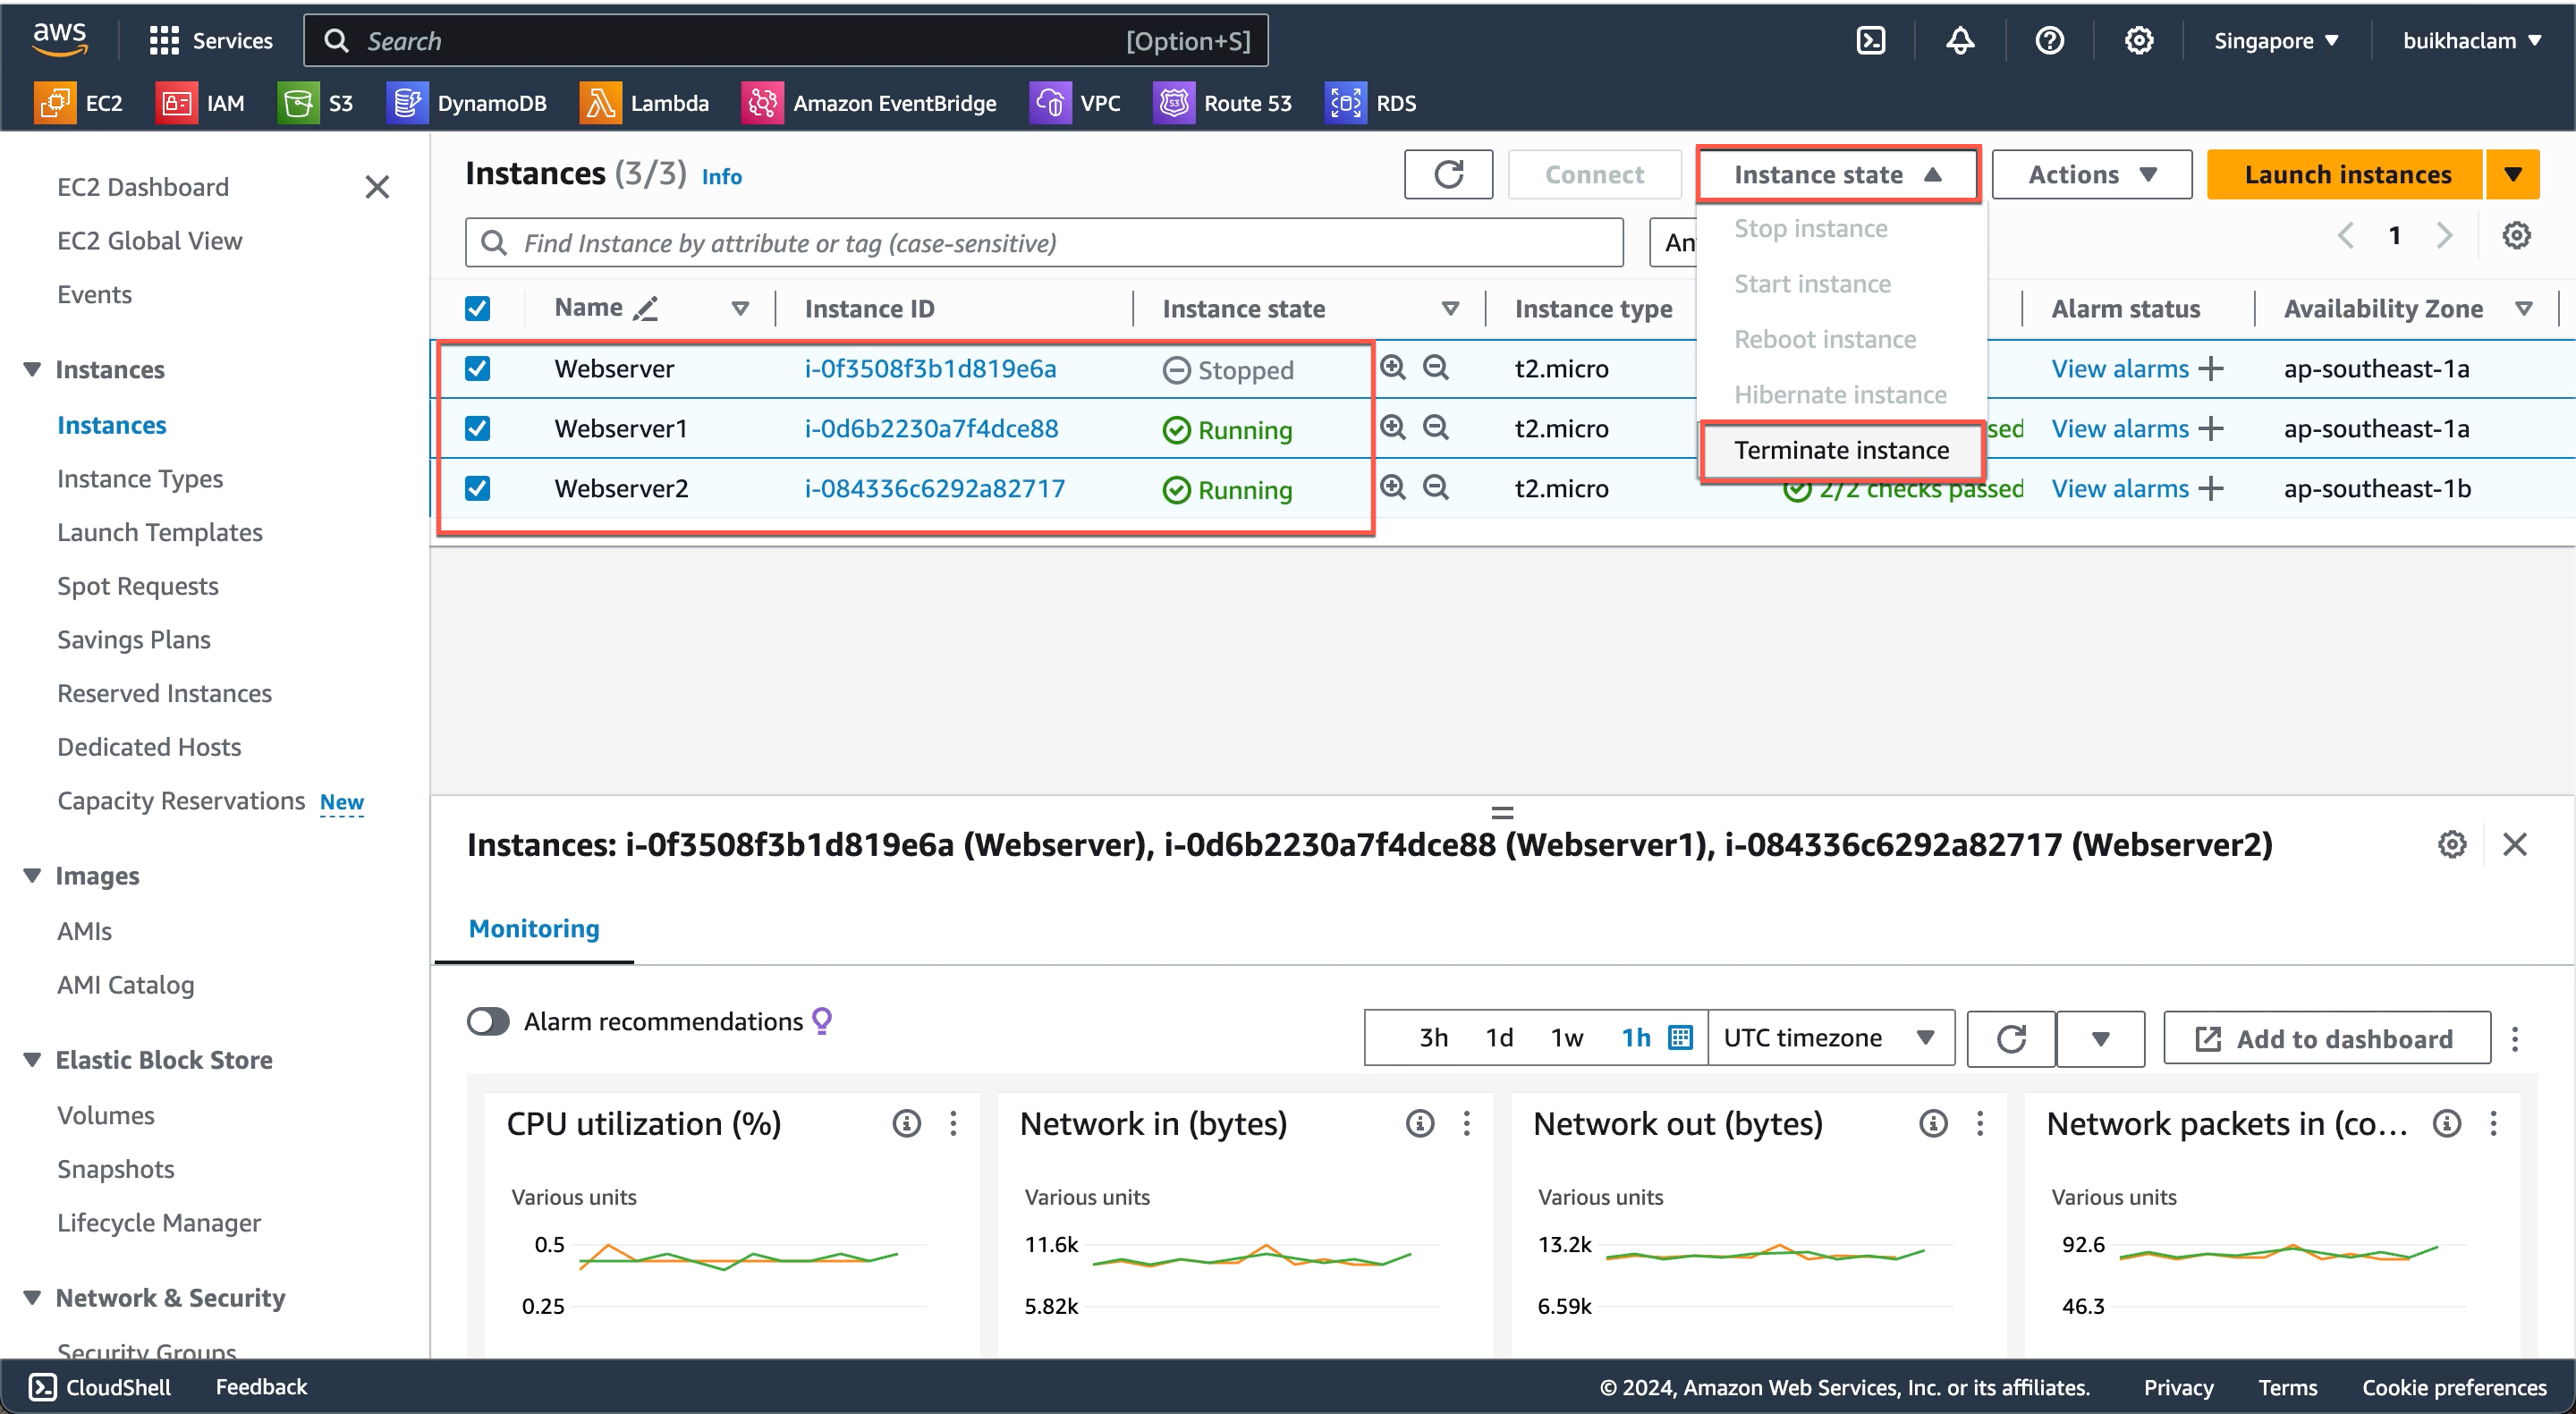 aws Services Search [Option+S] Singapore buikhaclam
EC2 IAM S3 DynamoDB Lambda Amazon EventBridge VPC Route 53 RDS
EC2 Dashboard
EC2 Global View
Events
Instances
Instances
Instance Types
Launch Templates
Spot Requests
Savings Plans
Reserved Instances
Dedicated Hosts
Capacity Reservations New
Images
AMIs
AMI Catalog
Elastic Block Store
Volumes
Snapshots
Lifecycle Manager
Network & Security
Security Groups
Instances (3/3) Info Connect Instance state Actions Launch instances
Find Instance by attribute or tag (case-sensitive) An 1
Stop instance
Start instance
Reboot instance
Hibernate instance
Terminate instance
Name Instance ID Instance state Instance type Alarm status Availability Zone
Webserver i-0f3508f3b1d819e6a Stopped t2.micro View alarms ap-southeast-1a
Webserver1 i-0d6b2230a7f4dce88 Running t2.micro sed View alarms ap-southeast-1a
Webserver2 i-084336c6292a82717 Running t2.micro 2/2 checks passed View alarms ap-southeast-1b
Instances: i-0f3508f3b1d819e6a (Webserver), i-0d6b2230a7f4dce88 (Webserver1), i-084336c6292a82717 (Webserver2)
Monitoring
Alarm recommendations 3h 1d 1w 1h UTC timezone Add to dashboard
CPU utilization (%)
Various units
0.5
0.25
Network in (bytes)
Various units
11.6k
5.82k
Network out (bytes)
Various units
13.2k
6.59k
Network packets in (co...
Various units
92.6
46.3
CloudShell Feedback © 2024, Amazon Web Services, Inc. or its affiliates. Privacy Terms Cookie preferences